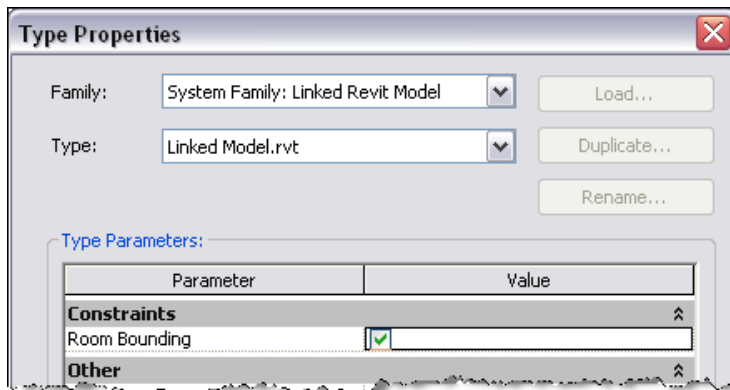 Type Properties
Family: System Family: Linked Revit Model Load...
Type: Linked Model.rvt Duplicate...
Rename...
Type Parameters:
Parameter Value
Constraints
Room Bounding
Other